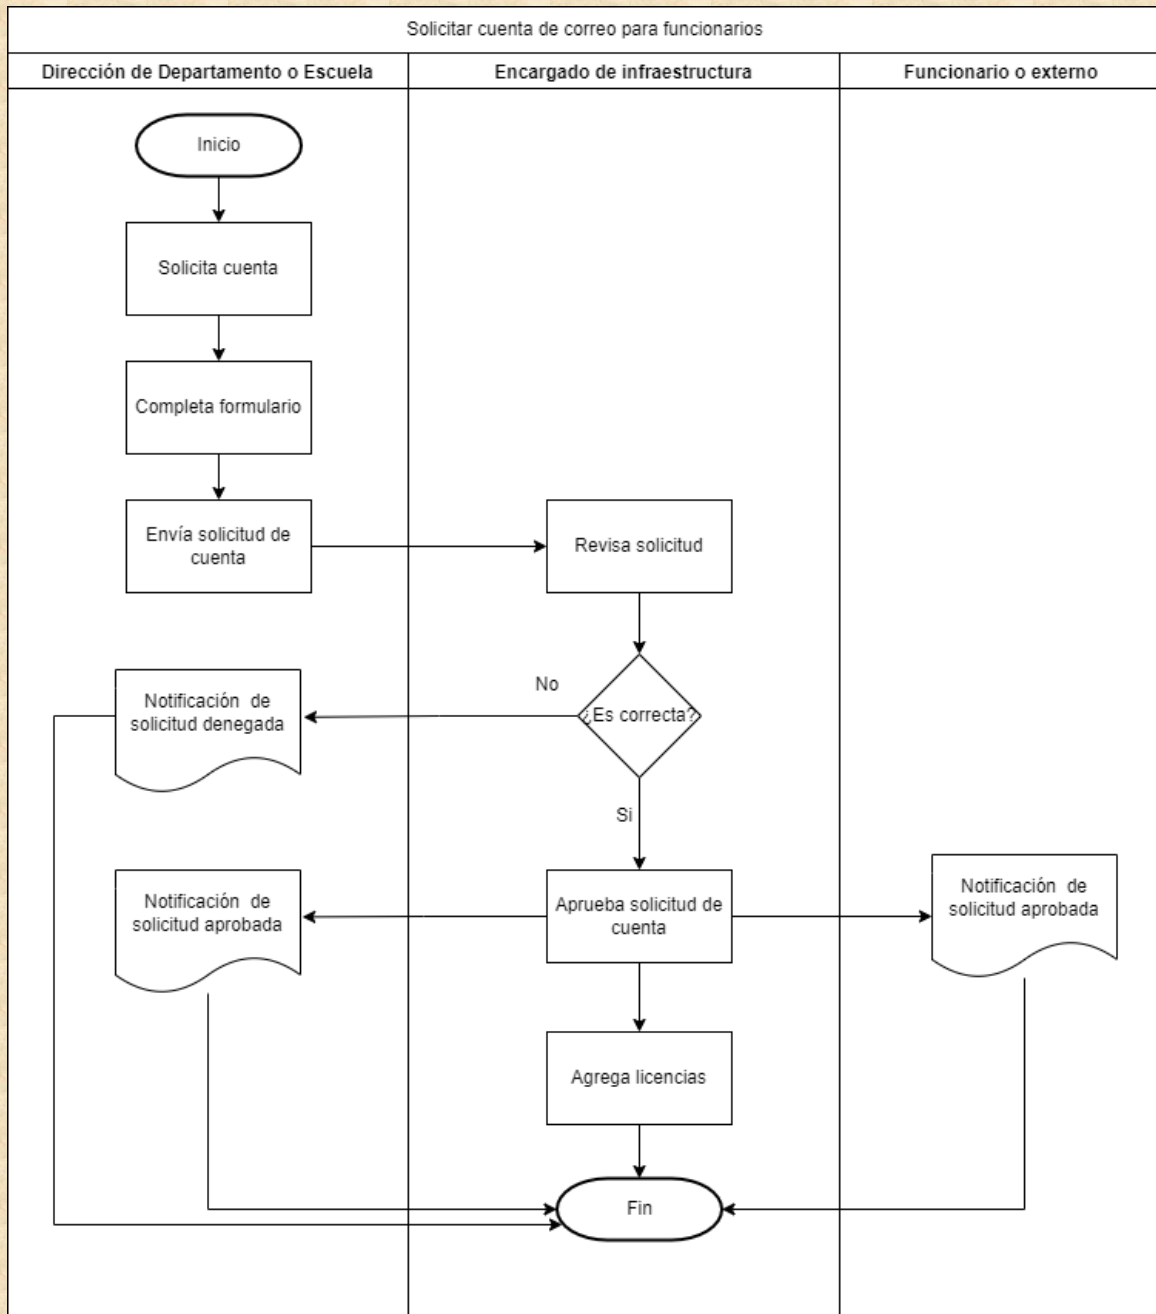 Solicitar cuenta de correo para funcionarios
Dirección de Departamento o Escuela
Encargado de infraestructura
Funcionario o externo
Inicio
Solicita cuenta
Completa formulario
Envía solicitud de
cuenta
Revisa solicitud
¿Es correcta?
No
Notificación de
solicitud denegada
Si
Aprueba solicitud de
cuenta
Notificación de
solicitud aprobada
Notificación de
solicitud aprobada
Agrega licencias
Fin